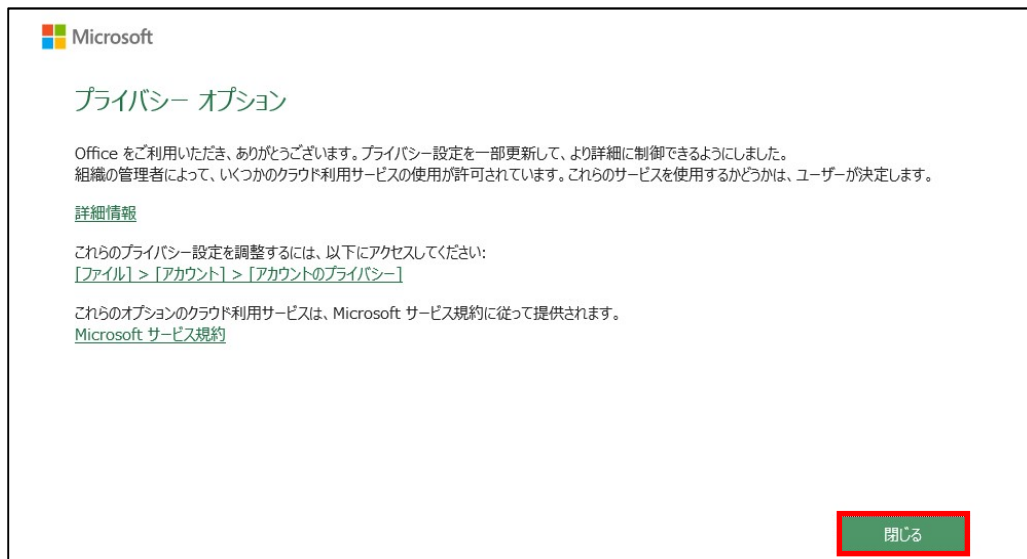 Microsoft
プライバシー オプション
Office をご利用いただき、ありがとうございます。プライバシー設定を一部更新して、より詳細に制御できるようにしました。
組織の管理者によって、いくつかのクラウド利用サービスの使用が許可されています。これらのサービスを使用するかどうかは、ユーザーが決定します。
詳細情報
これらのプライバシー設定を調整するには、以下にアクセスしてください:
[ファイル] > [アカウント] > [アカウントのプライバシー]
これらのオプションのクラウド利用サービスは、Microsoft サービス規約に従って提供されます。
Microsoft サービス規約
閉じる